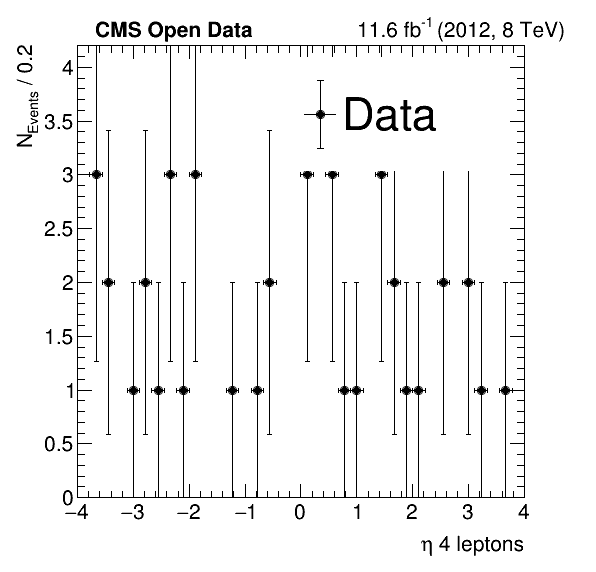 CMS Open Data 11.6 fb⁻¹ (2012, 8 TeV)
N_Events / 0.2
Data
4
3.5
3
2.5
2
1.5
1
0.5
0
−4 −3 −2 −1 0 1 2 3 4
η 4 leptons